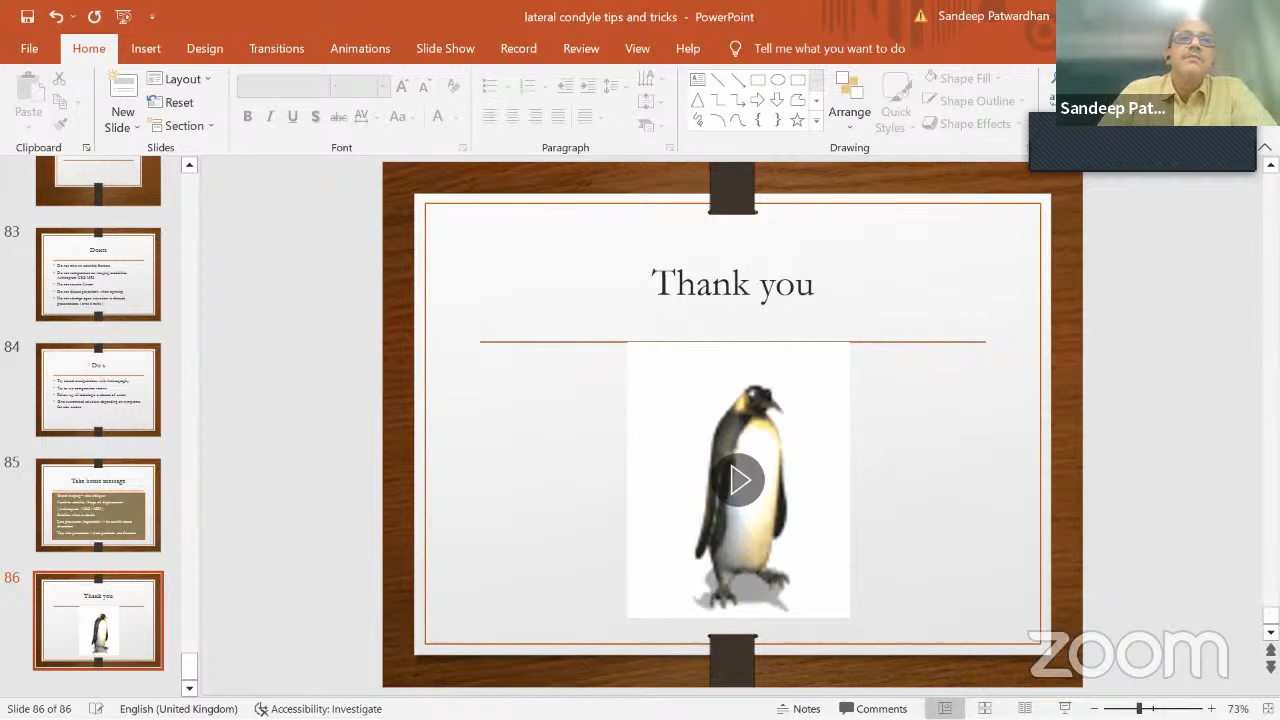 lateral condyle tips and tricks - PowerPoint
Sandeep Patwardhan
File Home Insert Design Transitions Animations Slide Show Record Review View Help Tell me what you want to do
Paste
New
Slide
Layout
Reset
Section
B I U S ab AV Aa A
Arrange
Quick
Styles
Shape Fill
Shape Outline
Shape Effects
Sandeep Pat...
Clipboard Slides Font Paragraph Drawing
83
Donts
84
Do s
85
Take home message
86
Thank you
Thank you
zoom
Slide 86 of 86 English (United Kingdom) Accessibility: Investigate Notes Comments 73%